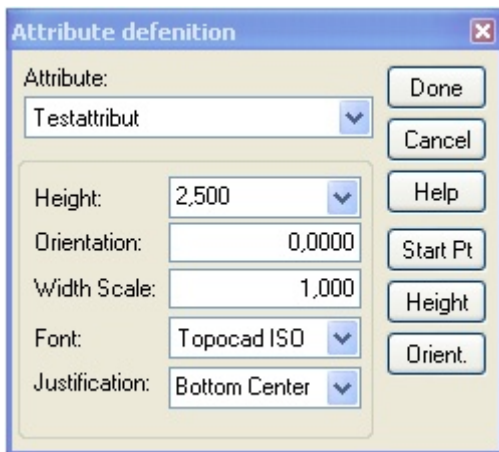 Attribute defenition
Attribute:
Testattribut
Height: 2,500
Orientation: 0,0000
Width Scale: 1,000
Font: Topocad ISO
Justification: Bottom Center
Done
Cancel
Help
Start Pt
Height
Orient.